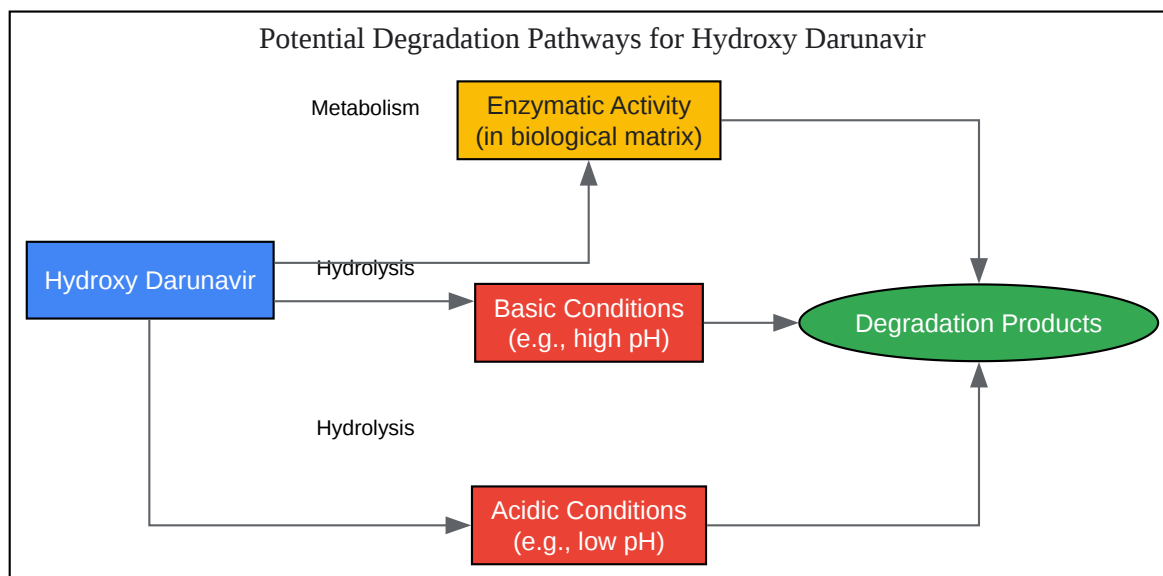 Potential Degradation Pathways for Hydroxy Darunavir
Metabolism
Enzymatic Activity
(in biological matrix)
Hydroxy Darunavir
Hydrolysis
Basic Conditions
(e.g., high pH)
Degradation Products
Hydrolysis
Acidic Conditions
(e.g., low pH)